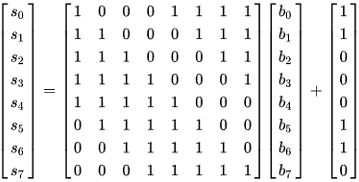 s0 1 0 0 0 1 1 1 1 b0 1
s1 1 1 0 0 0 1 1 1 b1 1
s2 1 1 1 0 0 0 1 1 b2 0
s3 1 1 1 1 0 0 0 1 b3 0
s4 = 1 1 1 1 1 0 0 0 b4 + 0
s5 0 1 1 1 1 1 0 0 b5 1
s6 0 0 1 1 1 1 1 0 b6 1
s7 0 0 0 1 1 1 1 1 b7 0